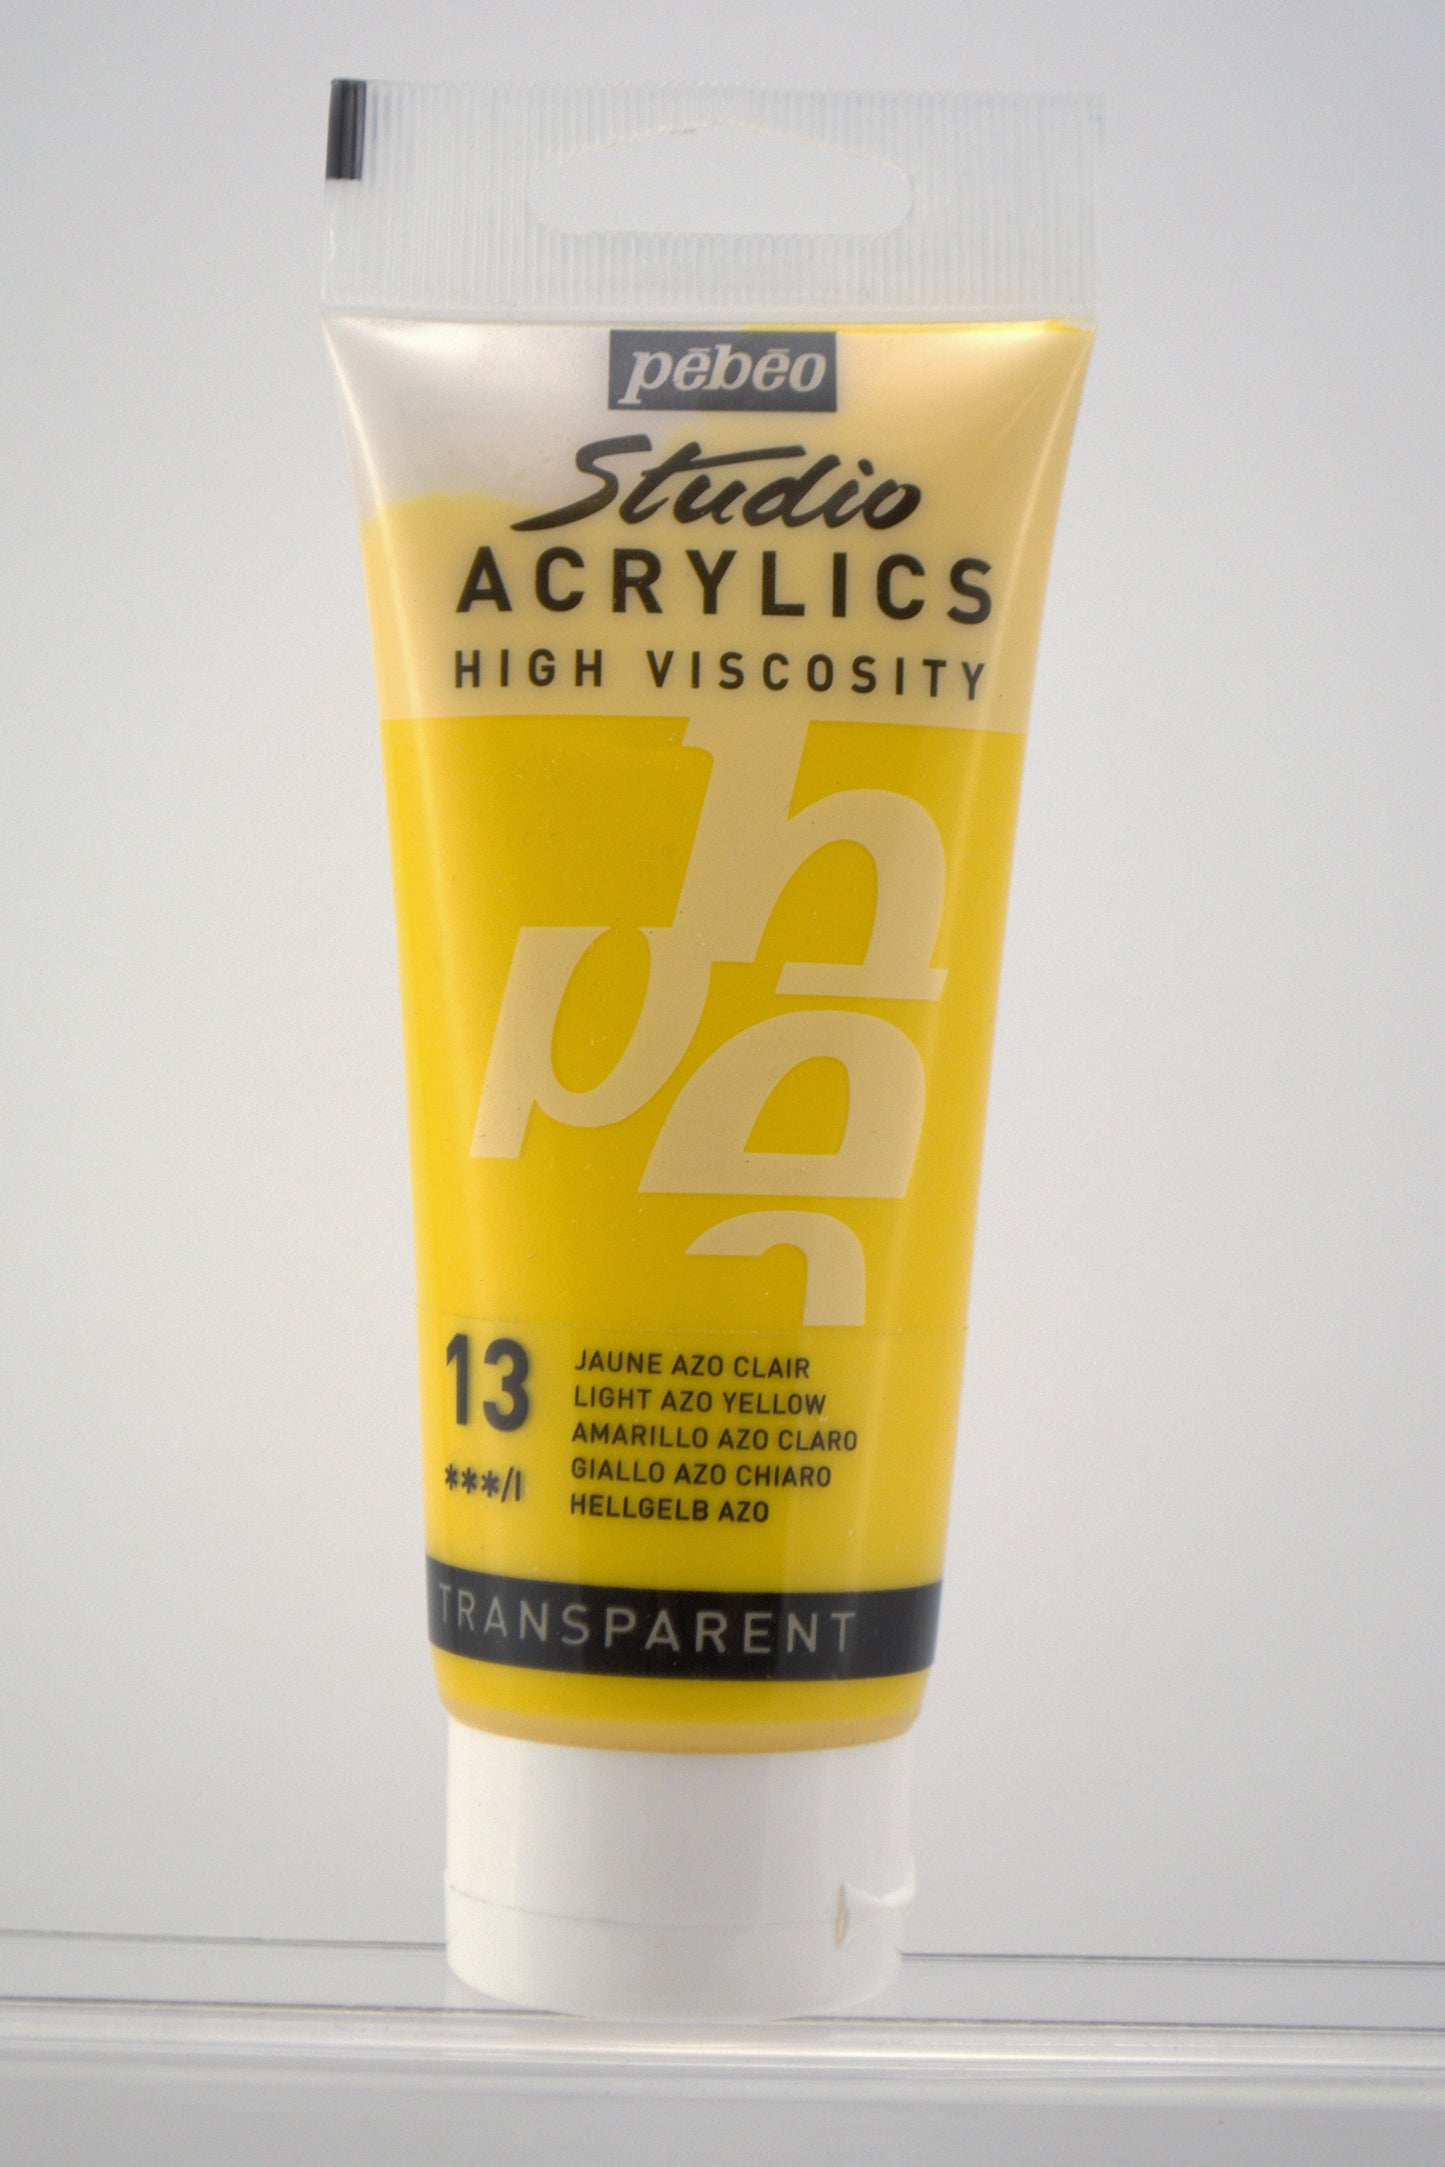 pēbēo
Studio
ACRYLICS
HIGH VISCOSITY
13
***/I
JAUNE AZO CLAIR
LIGHT AZO YELLOW
AMARILLO AZO CLARO
GIALLO AZO CHIARO
HELLGELB AZO
TRANSPARENT